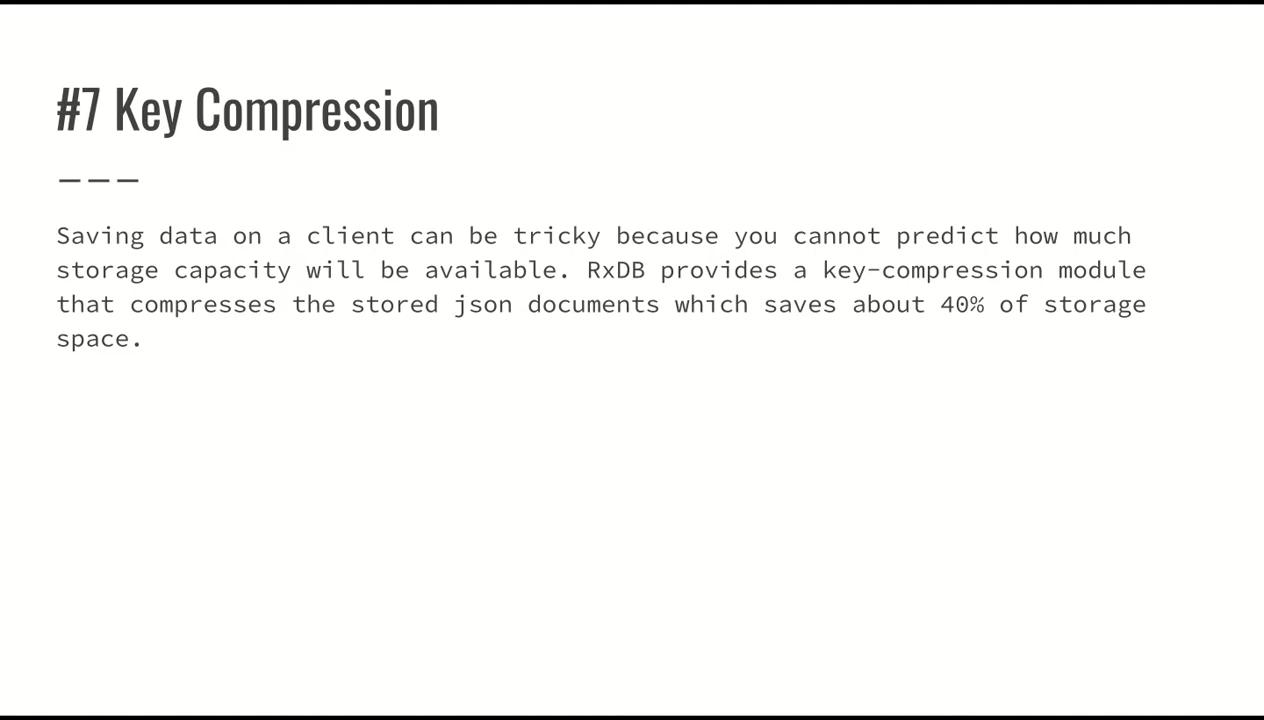 #7 Key Compression
Saving data on a client can be tricky because you cannot predict how much
storage capacity will be available. RxDB provides a key-compression module
that compresses the stored json documents which saves about 40% of storage
space.